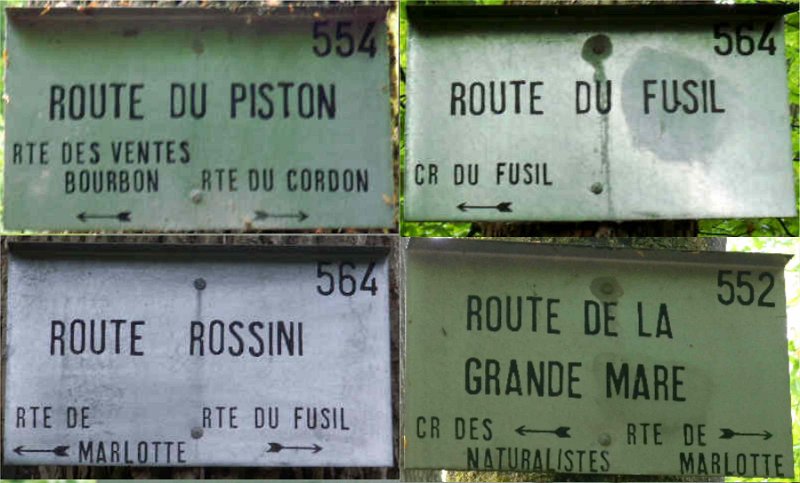 554
ROUTE DU PISTON
RTE DES VENTES
BOURBON RTE DU CORDON
564
ROUTE DU FUSIL
CR DU FUSIL
564
ROUTE ROSSINI
RTE DE RTE DU FUSIL
MARLOTTE
552
ROUTE DE LA
GRANDE MARE
CR DES RTE DE
NATURALISTES MARLOTTE